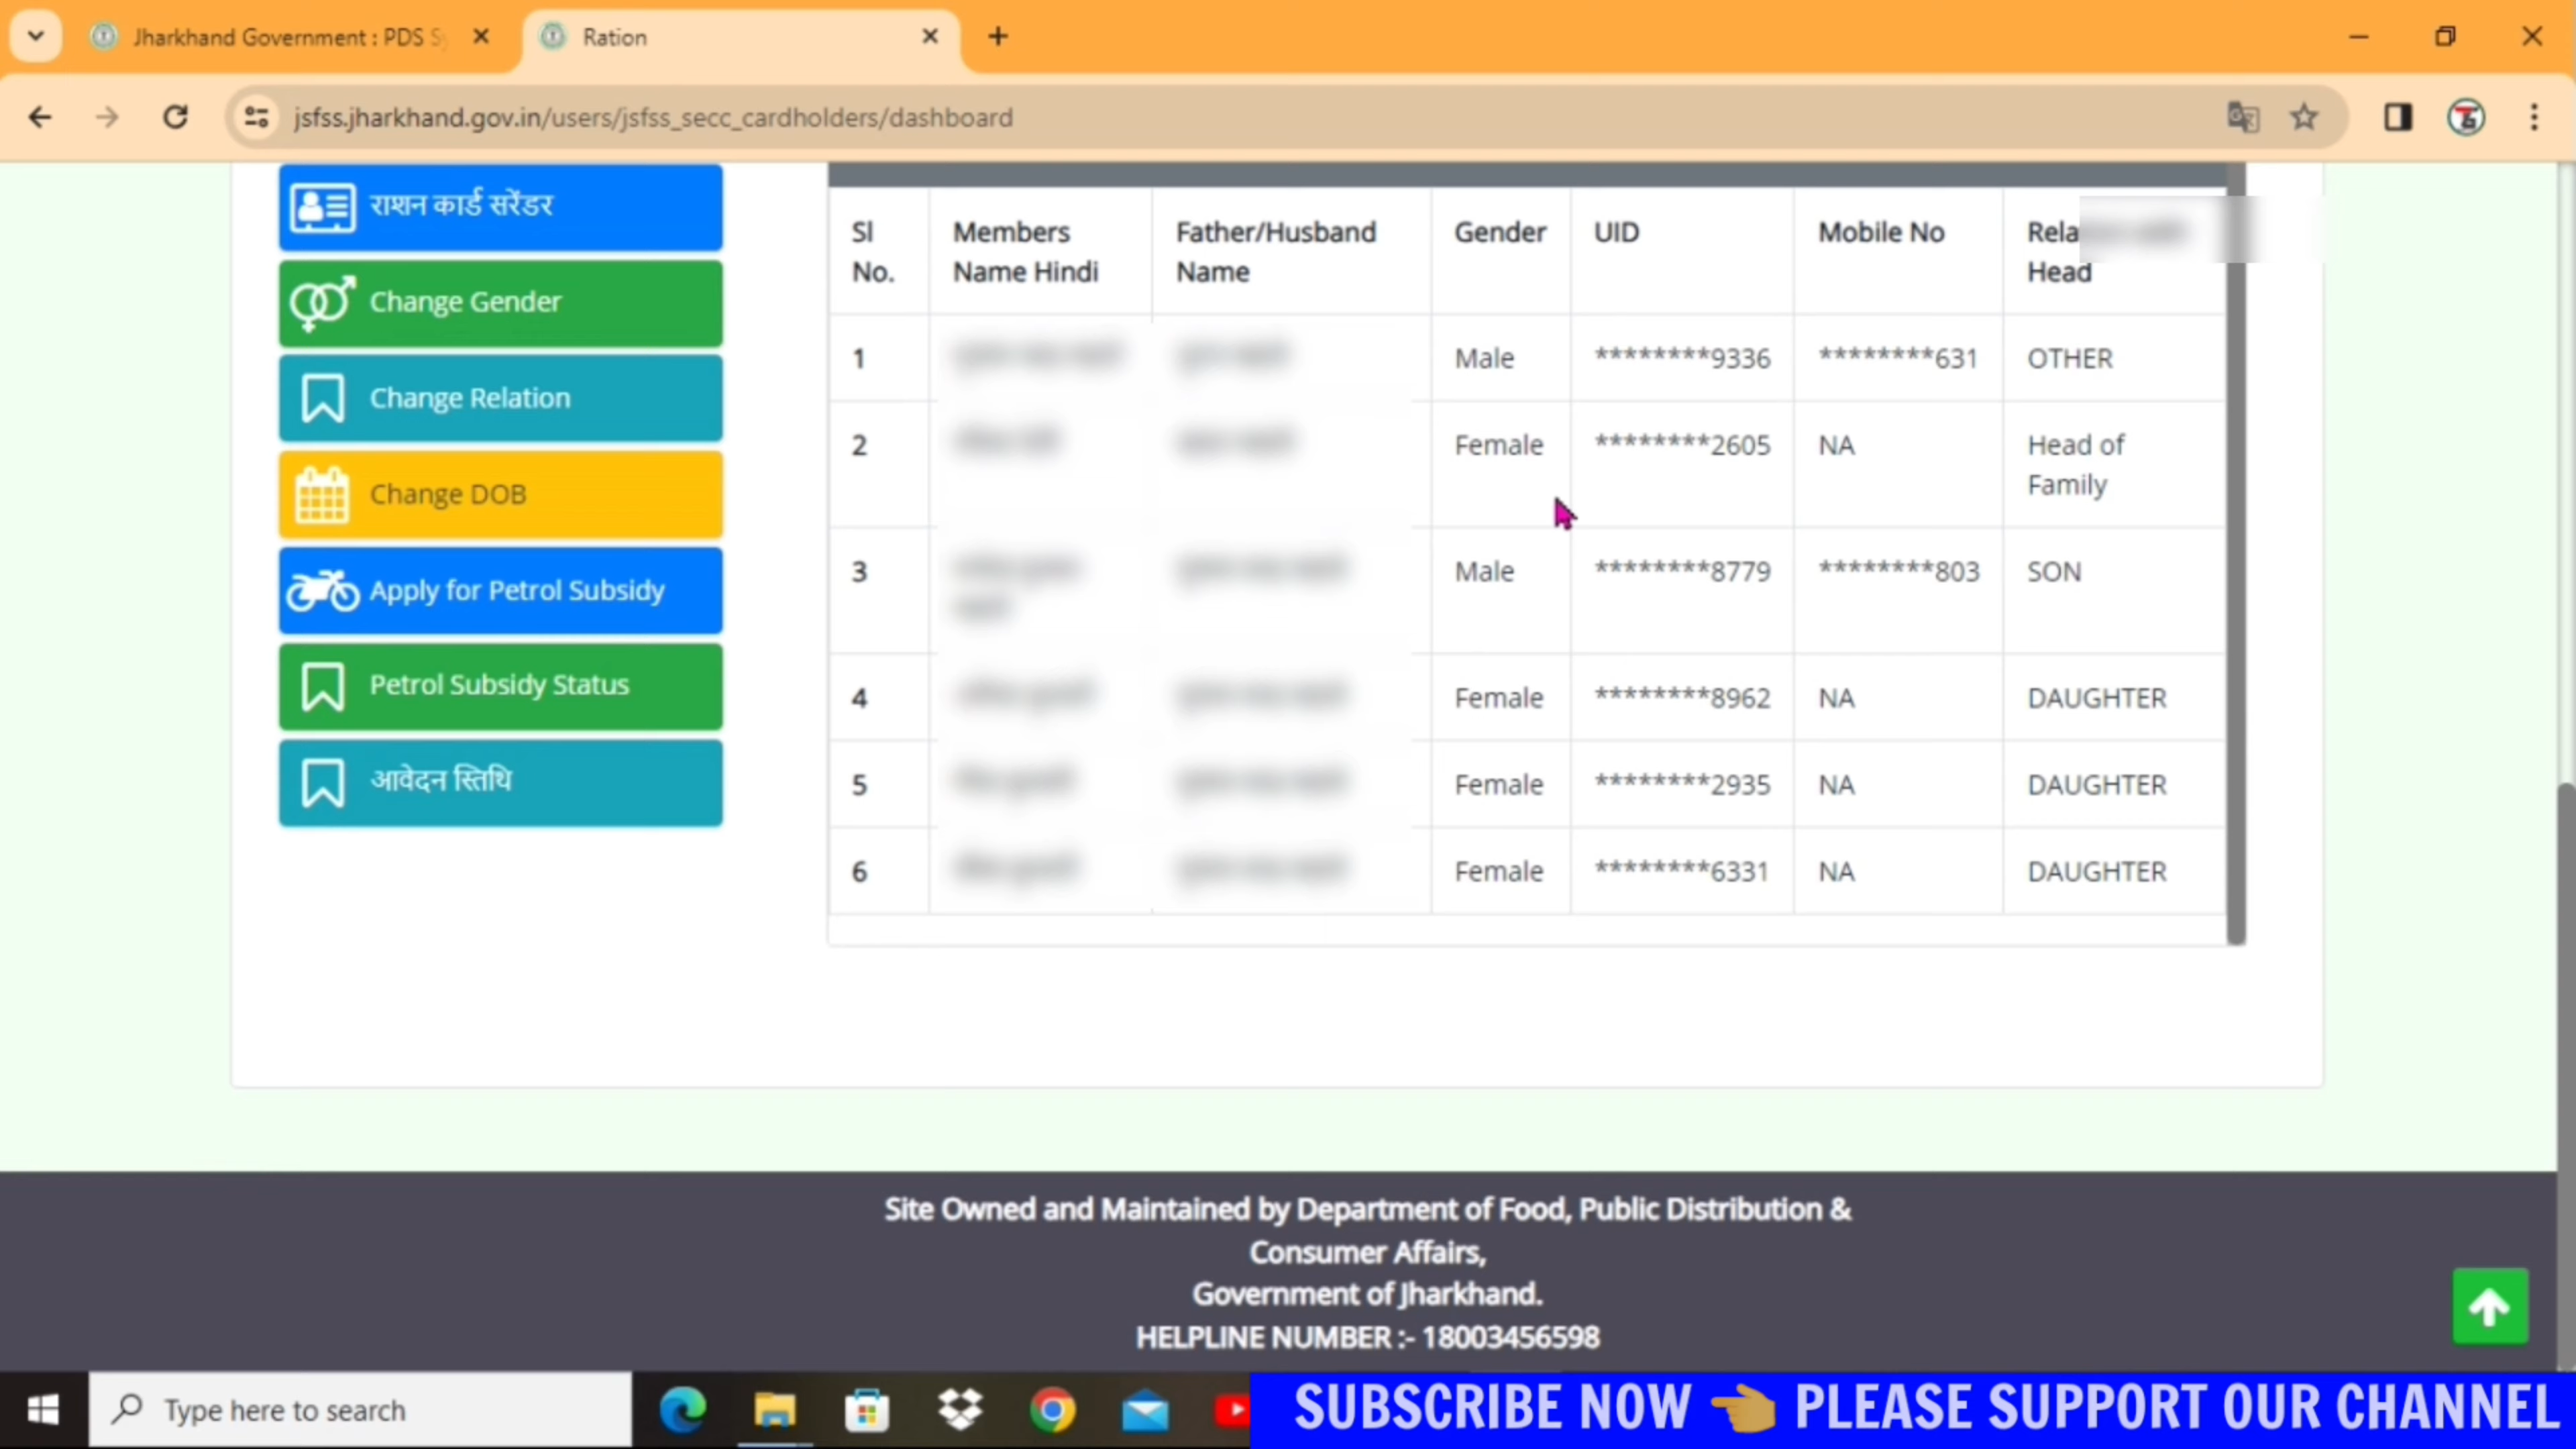 Jharkhand Government : PDS S
Ration
jsfss.jharkhand.gov.in/users/jsfss_secc_cardholders/dashboard
राशन कार्ड सरेंडर
Change Gender
Change Relation
Change DOB
Apply for Petrol Subsidy
Petrol Subsidy Status
आवेदन स्तिथि
Sl No. Members Name Hindi Father/Husband Name Gender UID Mobile No Head
1 Male ********9336 ********631 OTHER
2 Female ********2605 NA Head of Family
3 Male ********8779 ********803 SON
4 Female ********8962 NA DAUGHTER
5 Female ********2935 NA DAUGHTER
6 Female ********6331 NA DAUGHTER
Site Owned and Maintained by Department of Food, Public Distribution &
Consumer Affairs,
Government of Jharkhand.
HELPLINE NUMBER :- 18003456598
Type here to search
SUBSCRIBE NOW 👈 PLEASE SUPPORT OUR CHANNEL